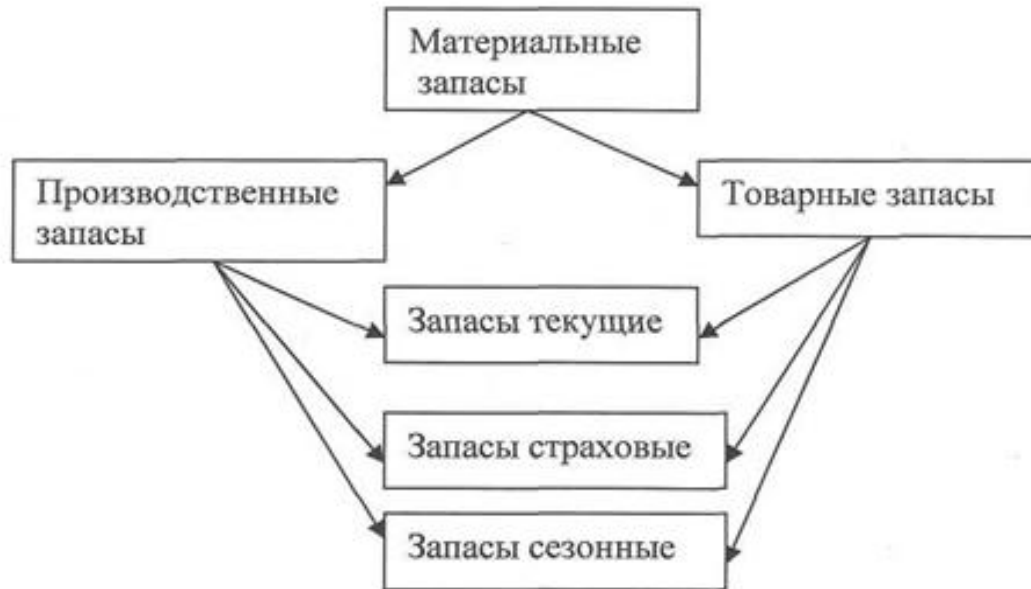 Материальные
запасы
Производственные
запасы
Товарные запасы
Запасы текущие
Запасы страховые
Запасы сезонные